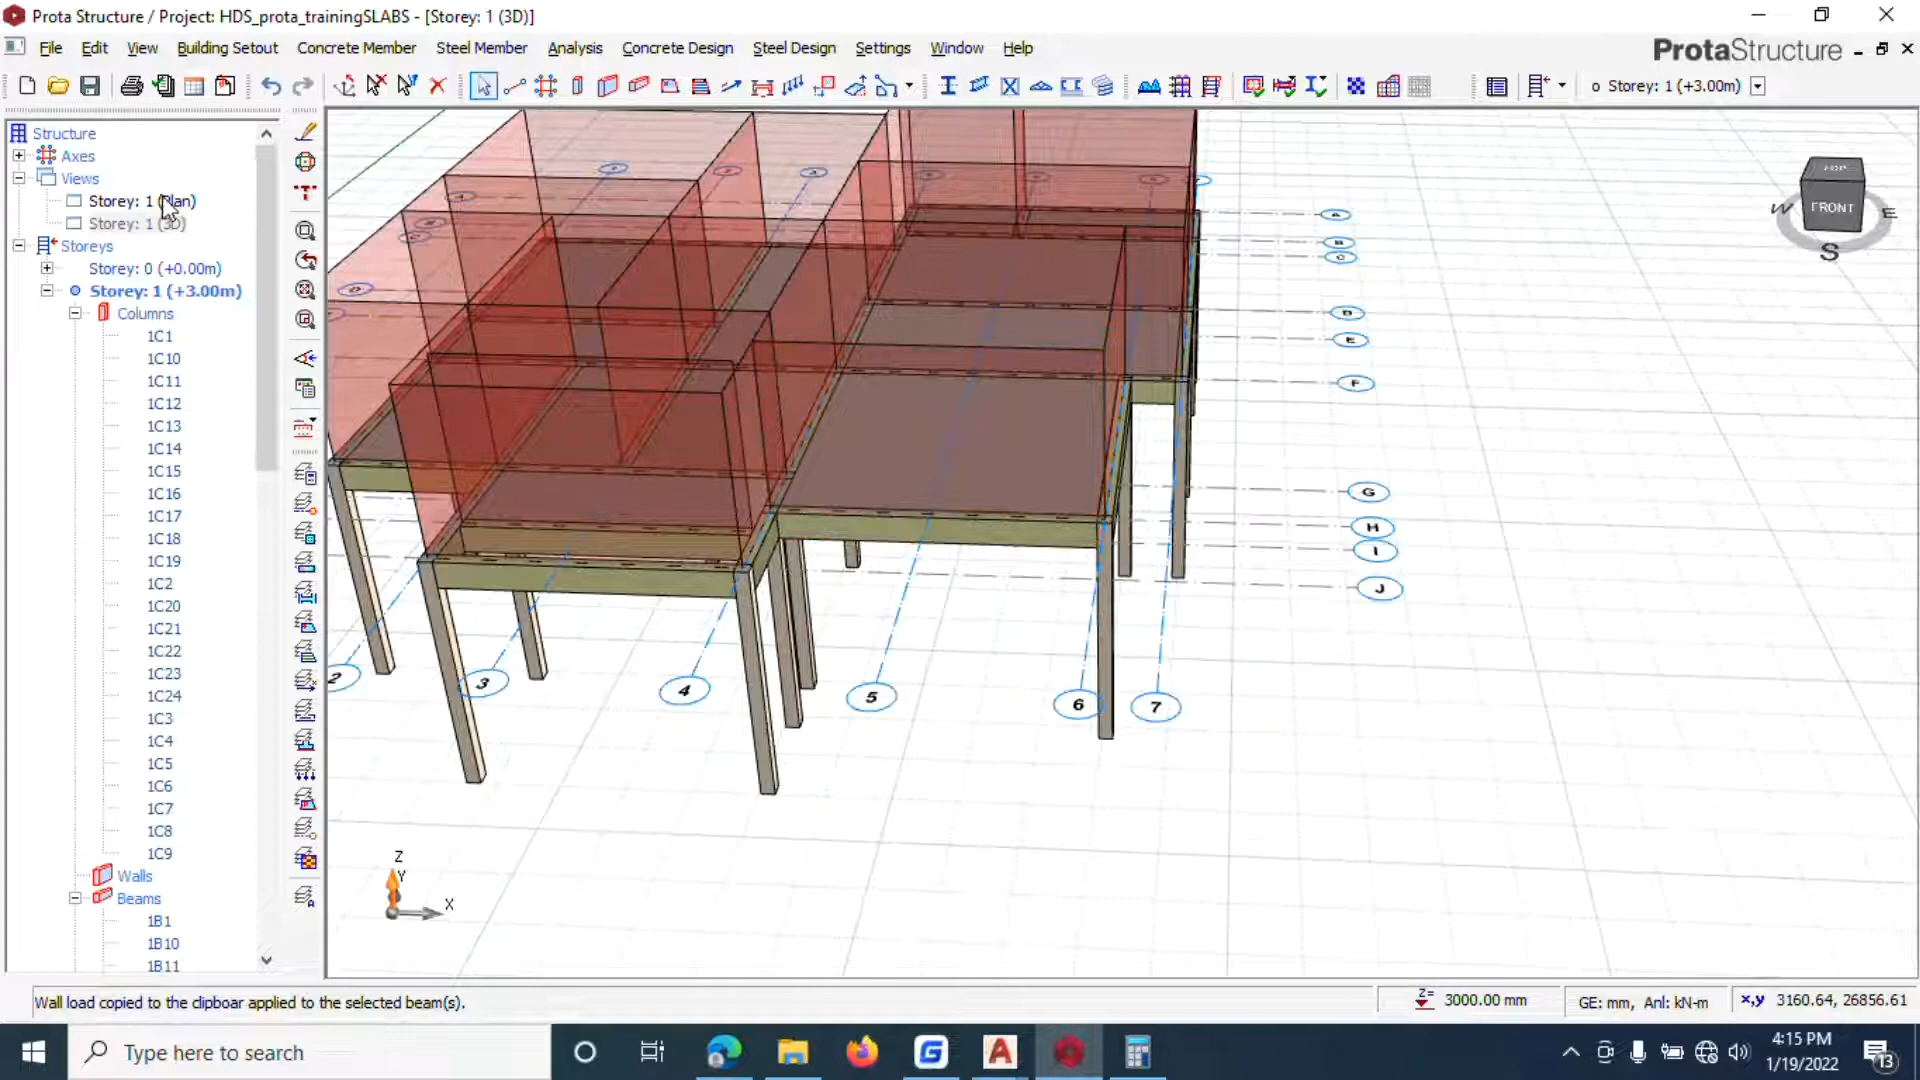 Prota Structure / Project: HDS_prota_trainingSLABS - [Storey: 1 (3D)]
File Edit View Building Setout Concrete Member Steel Member Analysis Concrete Design Steel Design Settings Window Help
ProtaStructure
Storey: 1 (+3.00m)
Structure
Axes
Views
Storey: 1 (Plan)
Storey: 1 (3D)
Storeys
Storey: 0 (+0.00m)
Storey: 1 (+3.00m)
Columns
1C1
1C10
1C11
1C12
1C13
1C14
1C15
1C16
1C17
1C18
1C19
1C2
1C20
1C21
1C22
1C23
1C24
1C3
1C4
1C5
1C6
1C7
1C8
1C9
Walls
Beams
1B1
1B10
1B11
TOP
W FRONT E
S
A
B
C
D
E
F
G
H
I
J
2 3 4 5 6 7
Z
Y
X
Wall load copied to the clipboar applied to the selected beam(s).
Z= 3000.00 mm
GE: mm, Anl: kN-m
x,y 3160.64, 26856.61
Type here to search
4:15 PM
1/19/2022
13